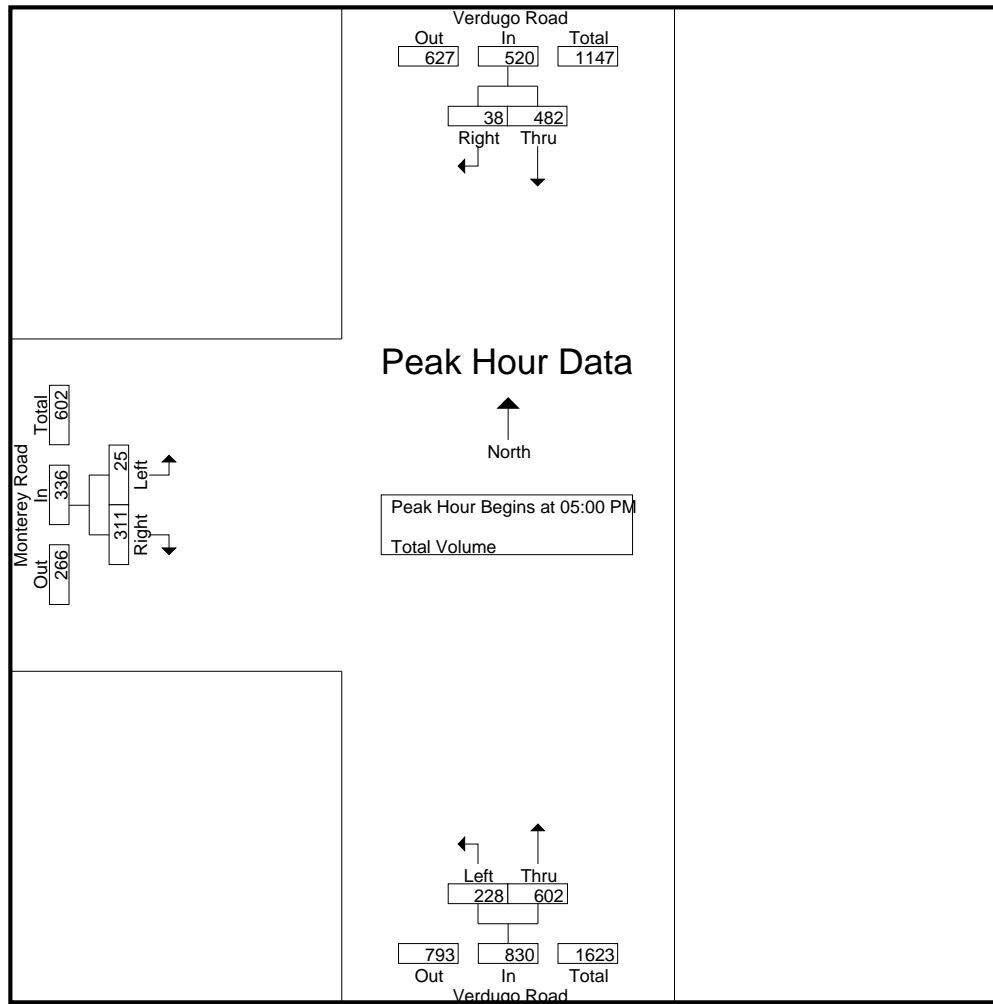 Verdugo Road
Out In Total
627 520 1147
38 482
Right Thru
Peak Hour Data
North
Peak Hour Begins at 05:00 PM
Total Volume
Monterey Road
Out In Total
266 336 602
311 25
Right Left
Left Thru
228 602
793 830 1623
Out In Total
Verdugo Road